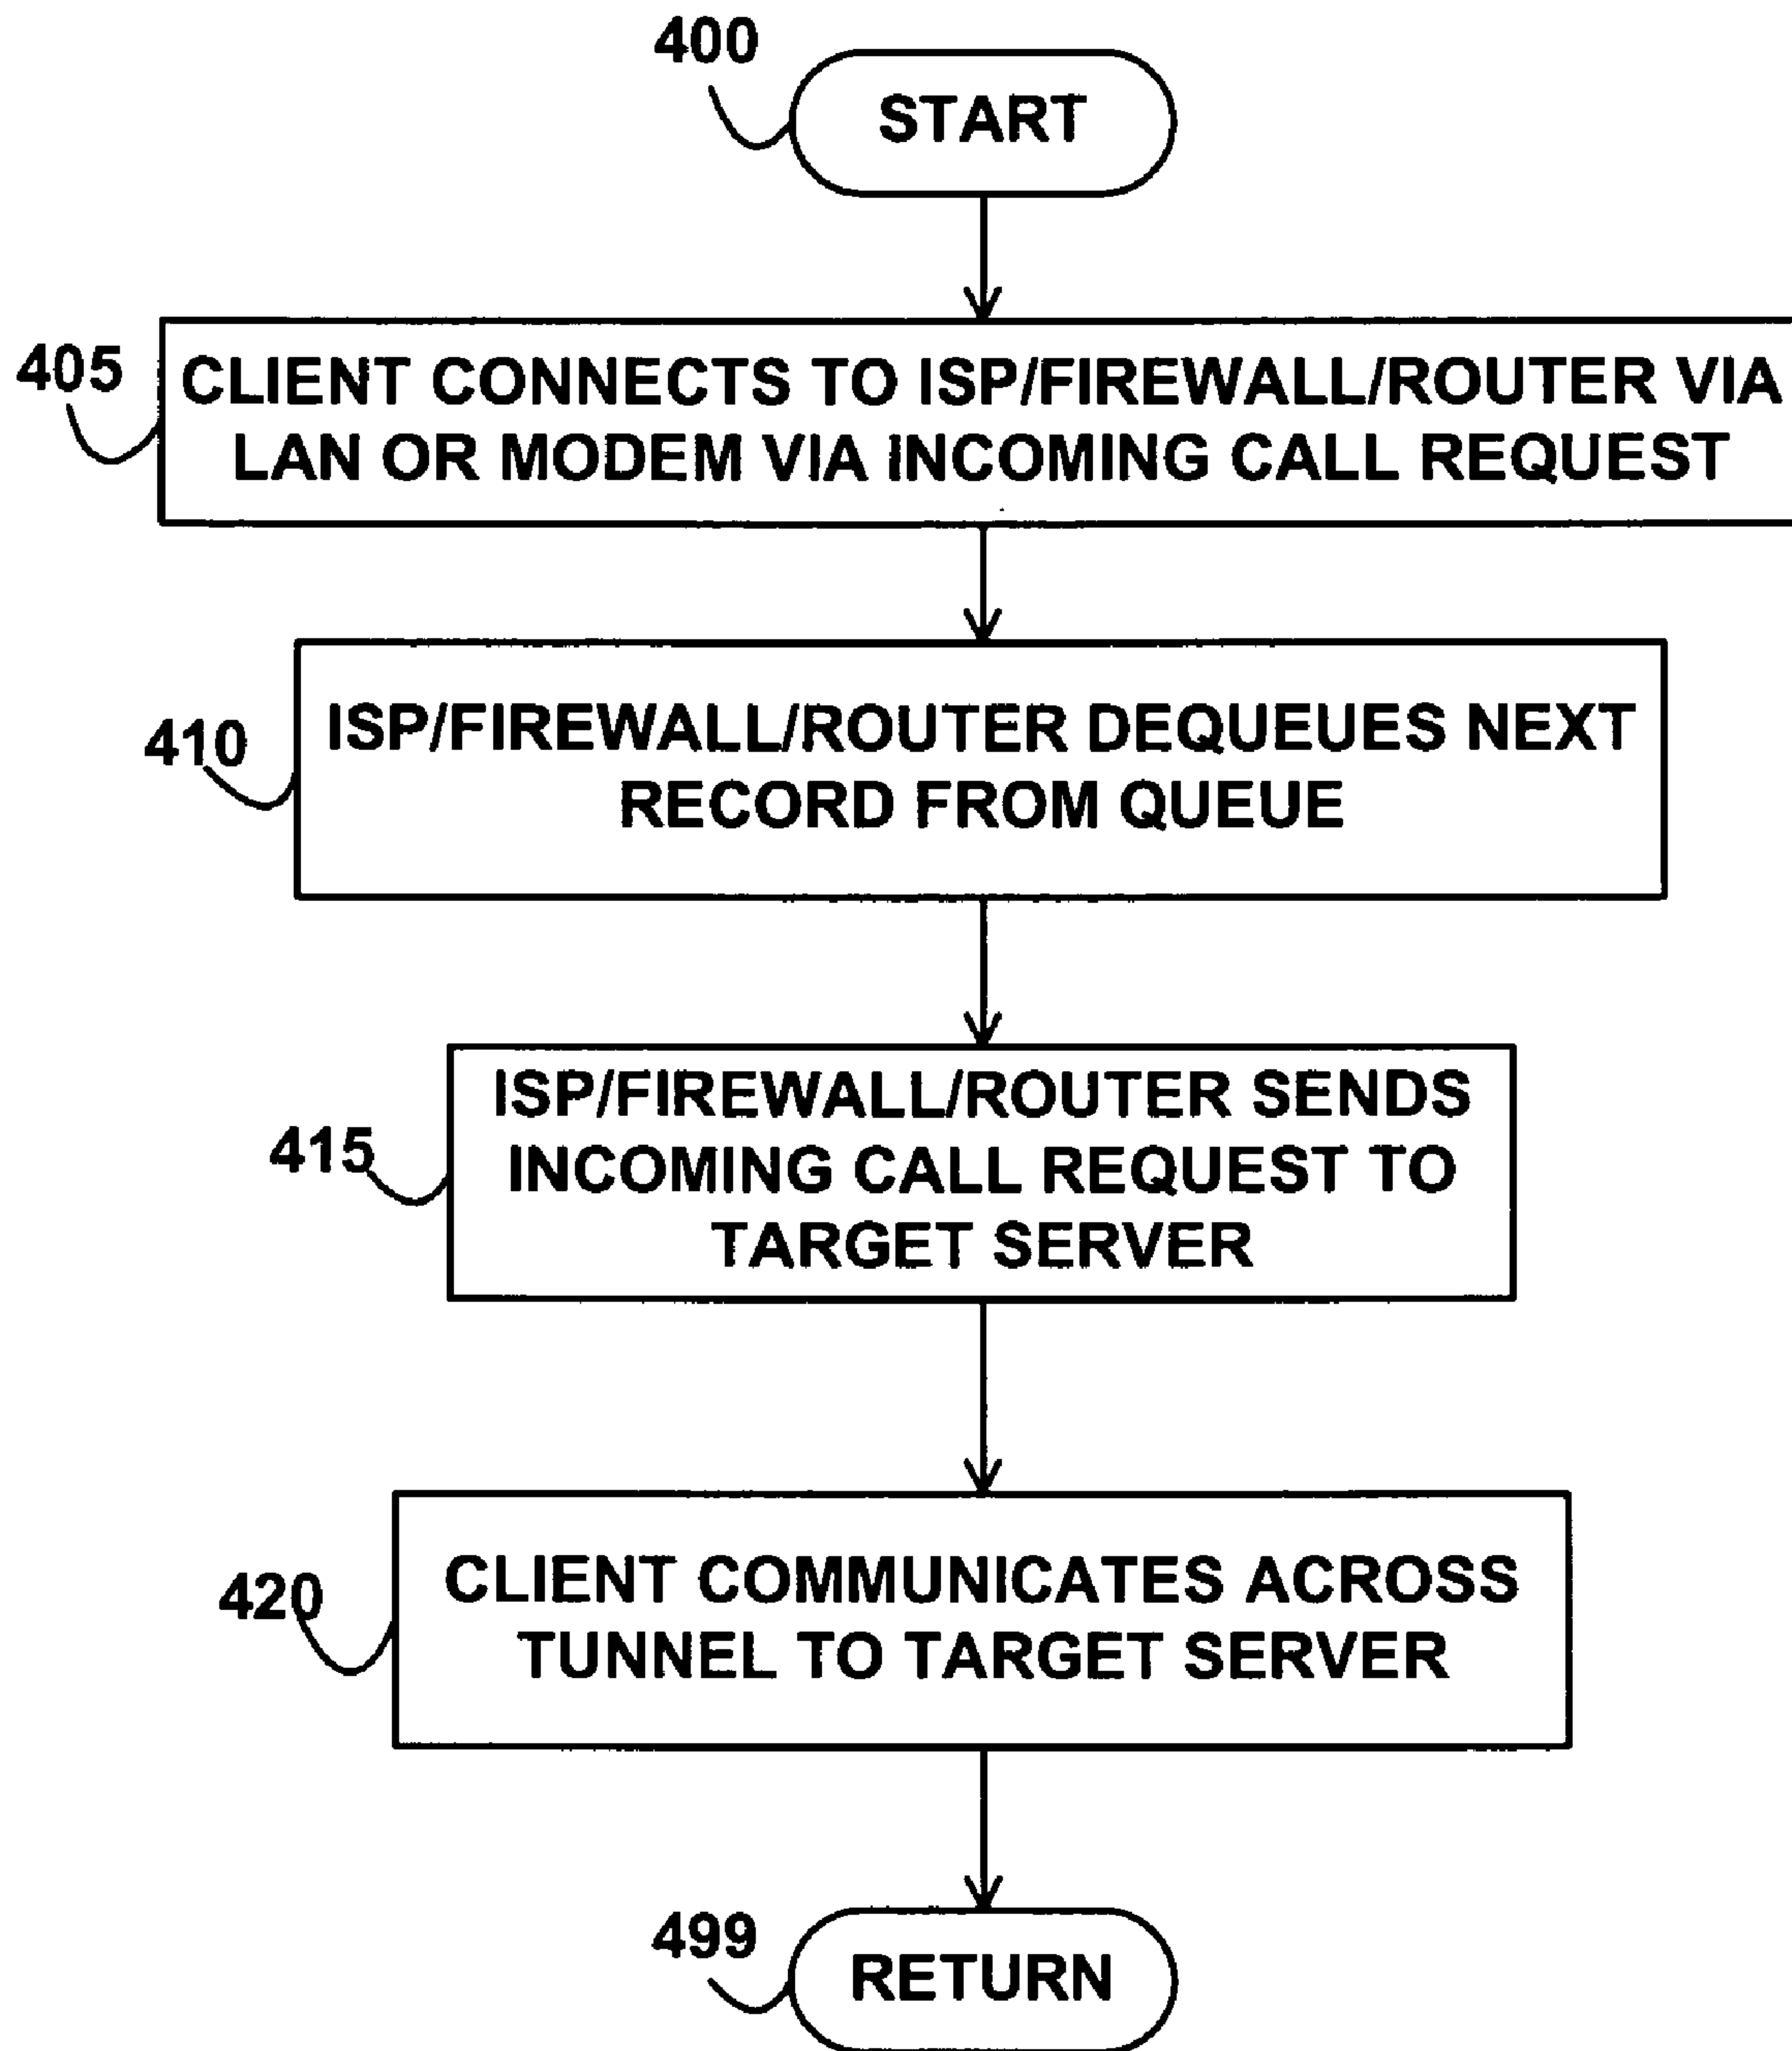 400
START
405
CLIENT CONNECTS TO ISP/FIREWALL/ROUTER VIA
LAN OR MODEM VIA INCOMING CALL REQUEST
410
ISP/FIREWALL/ROUTER DEQUEUES NEXT
RECORD FROM QUEUE
415
ISP/FIREWALL/ROUTER SENDS
INCOMING CALL REQUEST TO
TARGET SERVER
420
CLIENT COMMUNICATES ACROSS
TUNNEL TO TARGET SERVER
499
RETURN